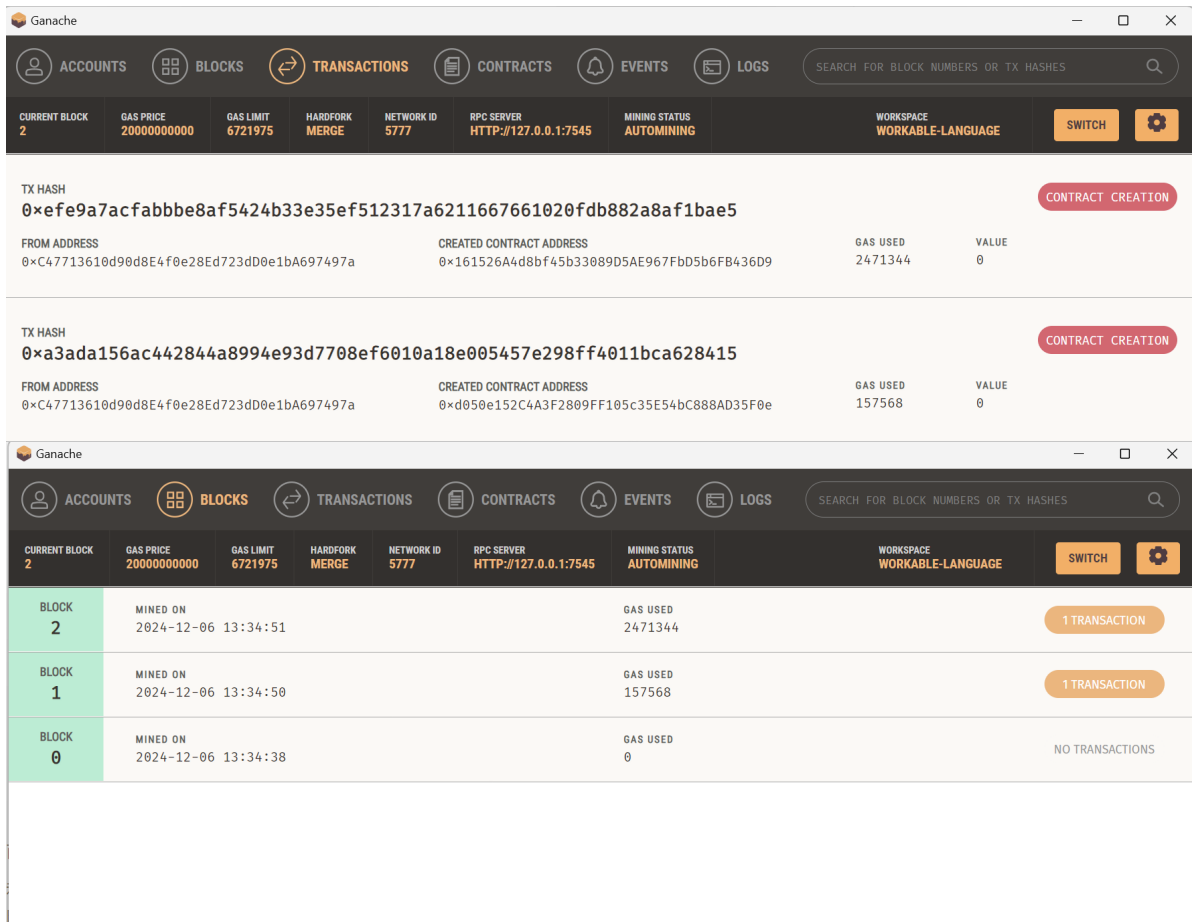 Ganache
ACCOUNTS BLOCKS TRANSACTIONS CONTRACTS EVENTS LOGS SEARCH FOR BLOCK NUMBERS OR TX HASHES
CURRENT BLOCK GAS PRICE GAS LIMIT HARDFORK NETWORK ID RPC SERVER MINING STATUS WORKSPACE
2 20000000000 6721975 MERGE 5777 HTTP://127.0.0.1:7545 AUTOMINING WORKABLE-LANGUAGE SWITCH
TX HASH
0×efe9a7acfabbbe8af5424b33e35ef512317a6211667661020fdb882a8af1bae5 CONTRACT CREATION
FROM ADDRESS CREATED CONTRACT ADDRESS GAS USED VALUE
0×C47713610d90d8E4f0e28Ed723dD0e1bA697497a 0×161526A4d8bf45b33089D5AE967FbD5b6FB436D9 2471344 0
TX HASH
0×a3ada156ac442844a8994e93d7708ef6010a18e005457e298ff4011bca628415 CONTRACT CREATION
FROM ADDRESS CREATED CONTRACT ADDRESS GAS USED VALUE
0×C47713610d90d8E4f0e28Ed723dD0e1bA697497a 0×d050e152C4A3F2809FF105c35E54bC888AD35F0e 157568 0
Ganache
ACCOUNTS BLOCKS TRANSACTIONS CONTRACTS EVENTS LOGS SEARCH FOR BLOCK NUMBERS OR TX HASHES
CURRENT BLOCK GAS PRICE GAS LIMIT HARDFORK NETWORK ID RPC SERVER MINING STATUS WORKSPACE
2 20000000000 6721975 MERGE 5777 HTTP://127.0.0.1:7545 AUTOMINING WORKABLE-LANGUAGE SWITCH
BLOCK MINED ON GAS USED
2 2024-12-06 13:34:51 2471344 1 TRANSACTION
BLOCK MINED ON GAS USED
1 2024-12-06 13:34:50 157568 1 TRANSACTION
BLOCK MINED ON GAS USED
0 2024-12-06 13:34:38 0 NO TRANSACTIONS